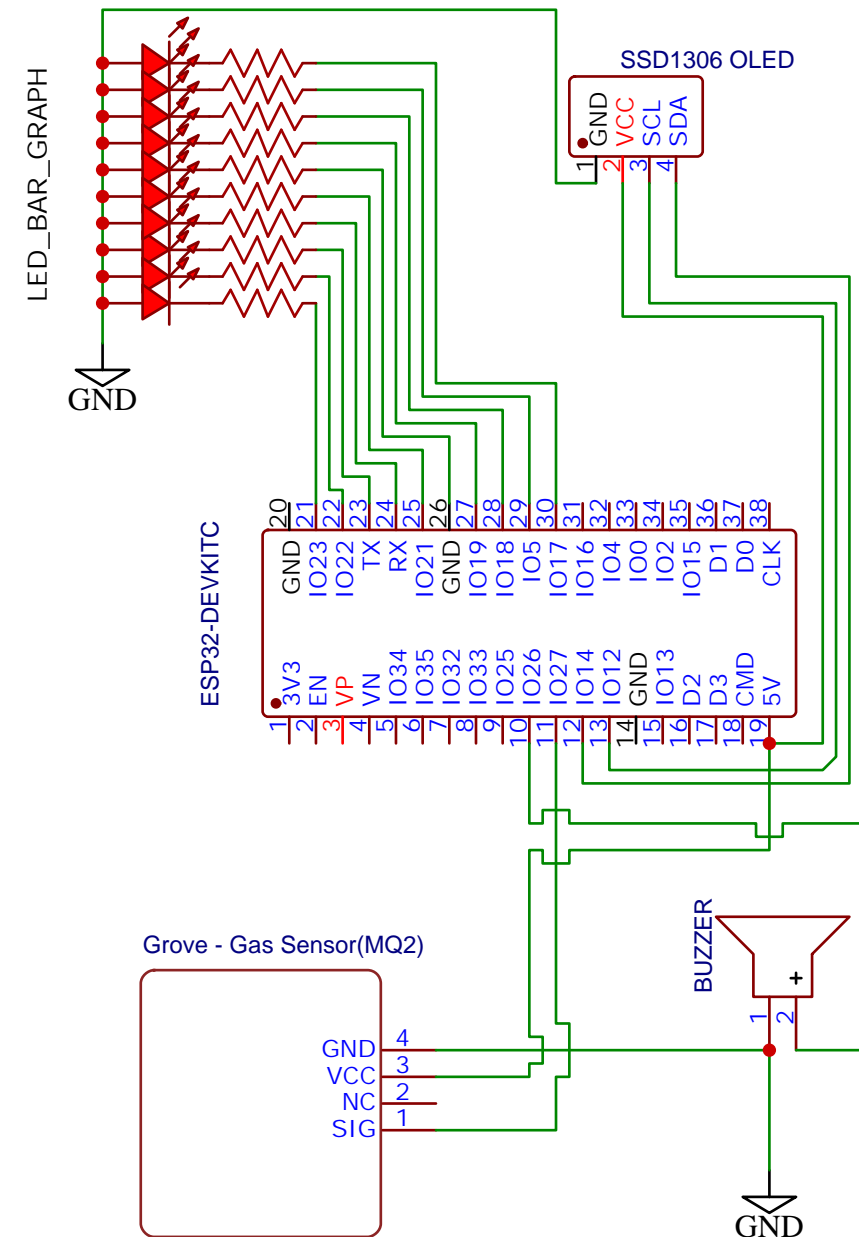 LED_BAR_GRAPH
GND
SSD1306 OLED
GND
VCC
SCL
SDA
1
2
3
4
ESP32-DEVKITC
20
21
22
23
24
25
26
27
28
29
30
31
32
33
34
35
36
37
38
GND
IO23
IO22
TX
RX
IO21
GND
IO19
IO18
IO5
IO17
IO16
IO4
IO0
IO2
IO15
D1
D0
CLK
3V3
EN
VP
VN
IO34
IO35
IO32
IO33
IO25
IO26
IO27
IO14
IO12
GND
IO13
D2
D3
CMD
5V
1
2
3
4
5
6
7
8
9
10
11
12
13
14
15
16
17
18
19
Grove - Gas Sensor(MQ2)
GND 4
VCC 3
NC 2
SIG 1
BUZZER
+
1
2
GND